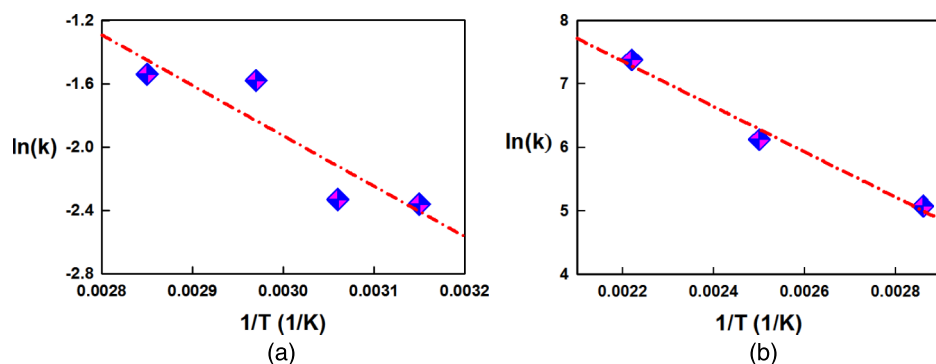 -1.2
-1.6
ln(k)
-2.0
-2.4
-2.8
0.0028 0.0029 0.0030 0.0031 0.0032
1/T (1/K)
(a)
8
7
ln(k)
6
5
4
0.0022 0.0024 0.0026 0.0028
1/T (1/K)
(b)